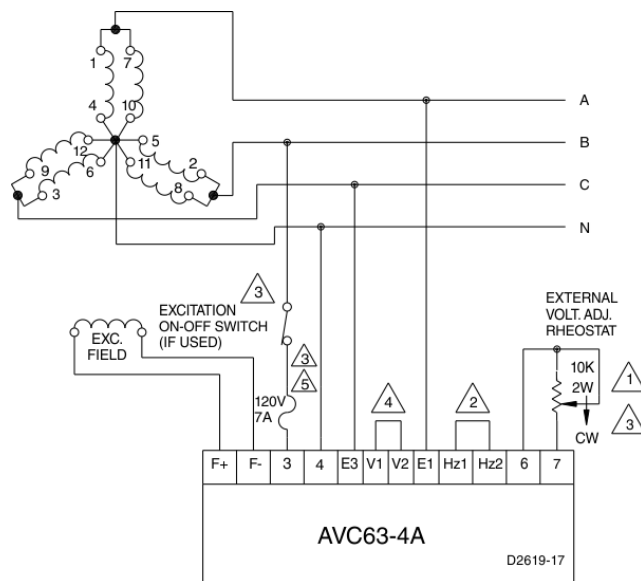 1
7
4
10
A
5
B
12
11
2
9
6
3
8
C
N
3
EXCITATION
ON-OFF SWITCH
(IF USED)
EXTERNAL
VOLT. ADJ.
RHEOSTAT
EXC.
FIELD
3
5
120V
7A
4
2
10K
2W
1
3
CW
F+
F-
3
4
E3
V1
V2
E1
Hz1
Hz2
6
7
AVC63-4A
D2619-17